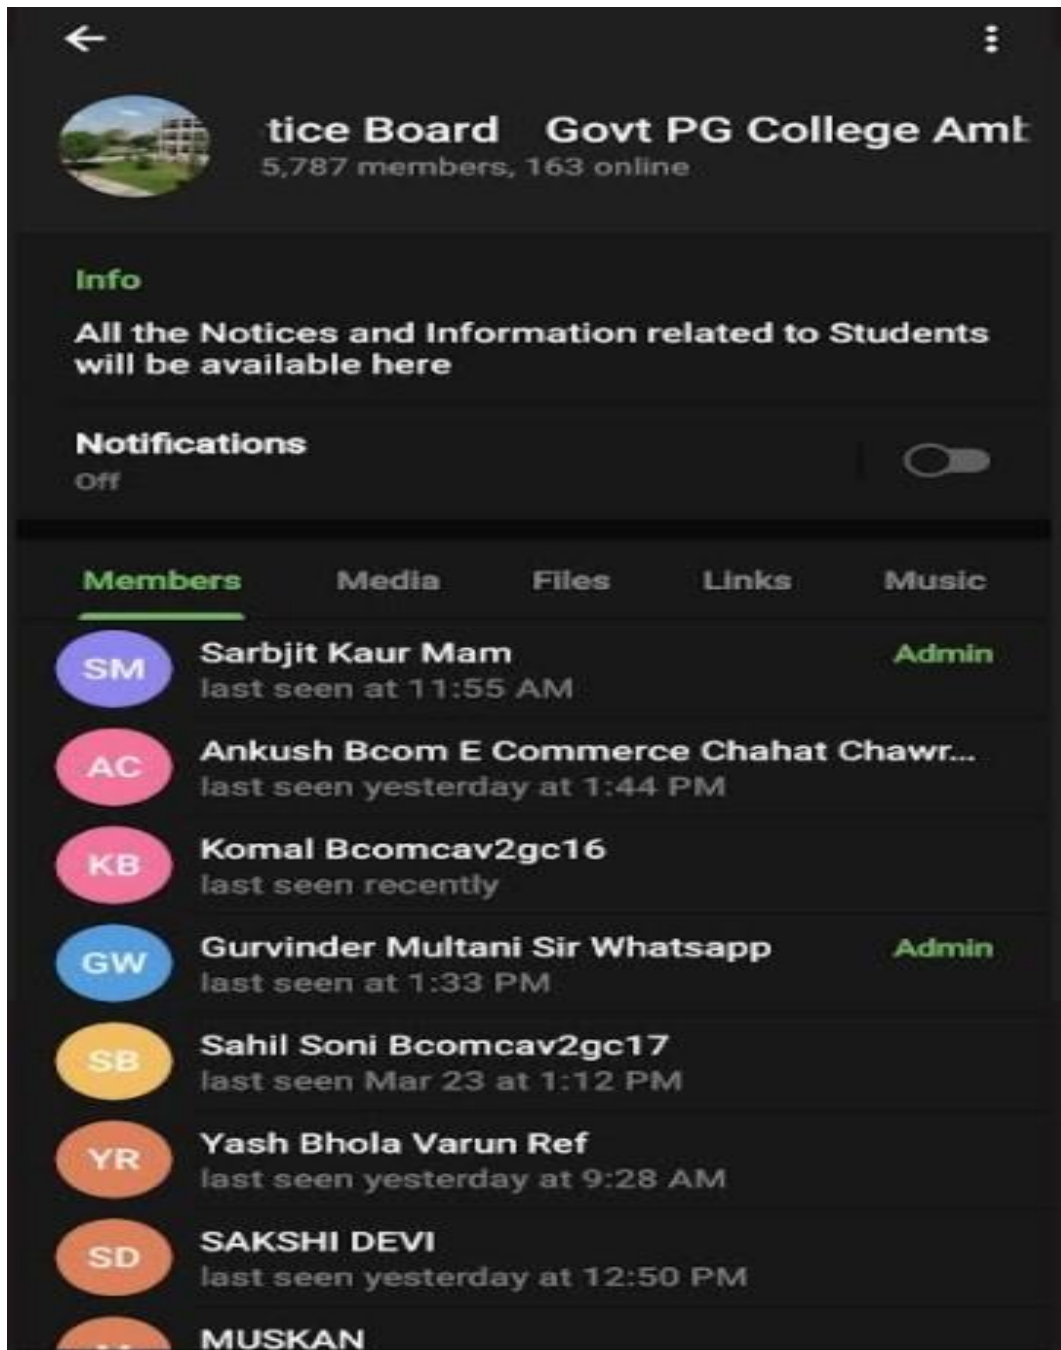 tice Board Govt PG College Amb
5,787 members, 163 online
Info
All the Notices and Information related to Students
will be available here
Notifications
Off
Members Media Files Links Music
SM Sarbjit Kaur Mam Admin
last seen at 11:55 AM
AC Ankush Bcom E Commerce Chahat Chawr...
last seen yesterday at 1:44 PM
KB Komal Bcomcav2gc16
last seen recently
GW Gurvinder Multani Sir Whatsapp Admin
last seen at 1:33 PM
SB Sahil Soni Bcomcav2gc17
last seen Mar 23 at 1:12 PM
YR Yash Bhola Varun Ref
last seen yesterday at 9:28 AM
SD SAKSHI DEVI
last seen yesterday at 12:50 PM
MUSKAN